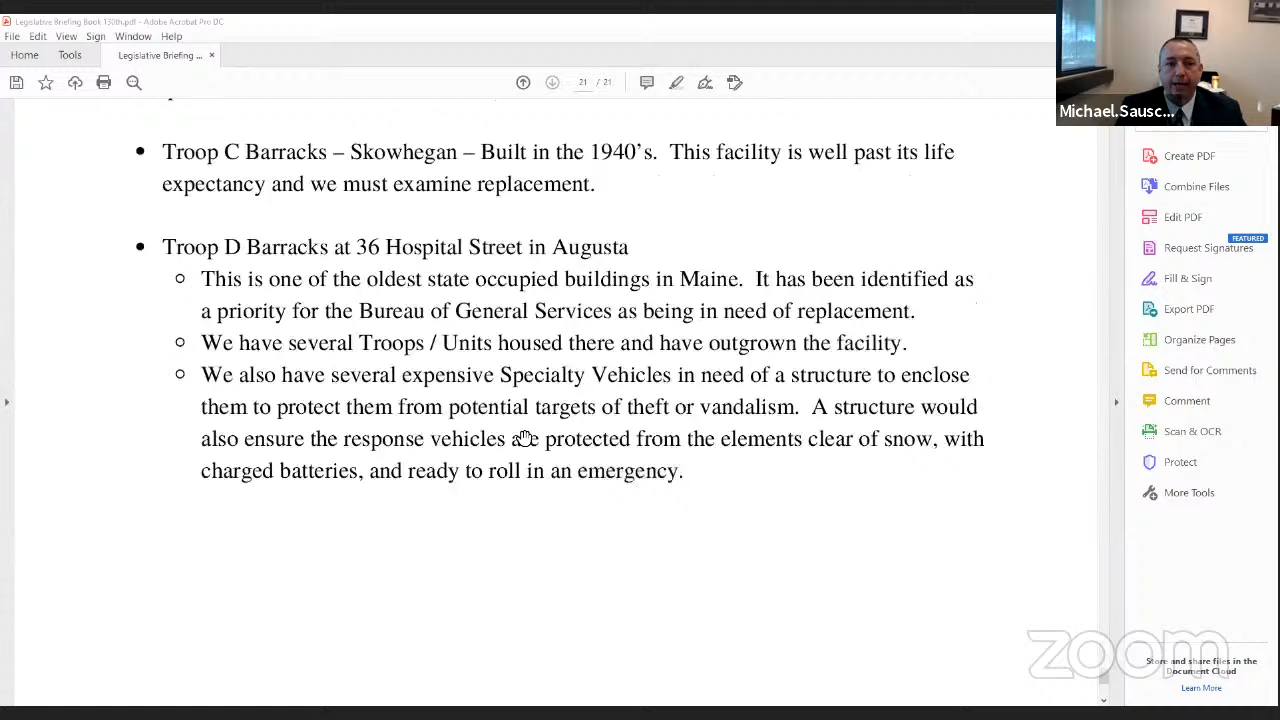 Legislative Briefing Book 130th.pdf - Adobe Acrobat Pro DC
File Edit View Sign Window Help
Home Tools Legislative Briefing ... ×
21 / 21
Michael.Sausc...
• Troop C Barracks – Skowhegan – Built in the 1940’s. This facility is well past its life
expectancy and we must examine replacement.
• Troop D Barracks at 36 Hospital Street in Augusta
o This is one of the oldest state occupied buildings in Maine. It has been identified as
a priority for the Bureau of General Services as being in need of replacement.
o We have several Troops / Units housed there and have outgrown the facility.
o We also have several expensive Specialty Vehicles in need of a structure to enclose
them to protect them from potential targets of theft or vandalism. A structure would
also ensure the response vehicles are protected from the elements clear of snow, with
charged batteries, and ready to roll in an emergency.
Create PDF
Combine Files
Edit PDF
FEATURED
Request Signatures
Fill & Sign
Export PDF
Organize Pages
Send for Comments
Comment
Scan & OCR
Protect
More Tools
zoom
Store and share files in the
Document Cloud
Learn More